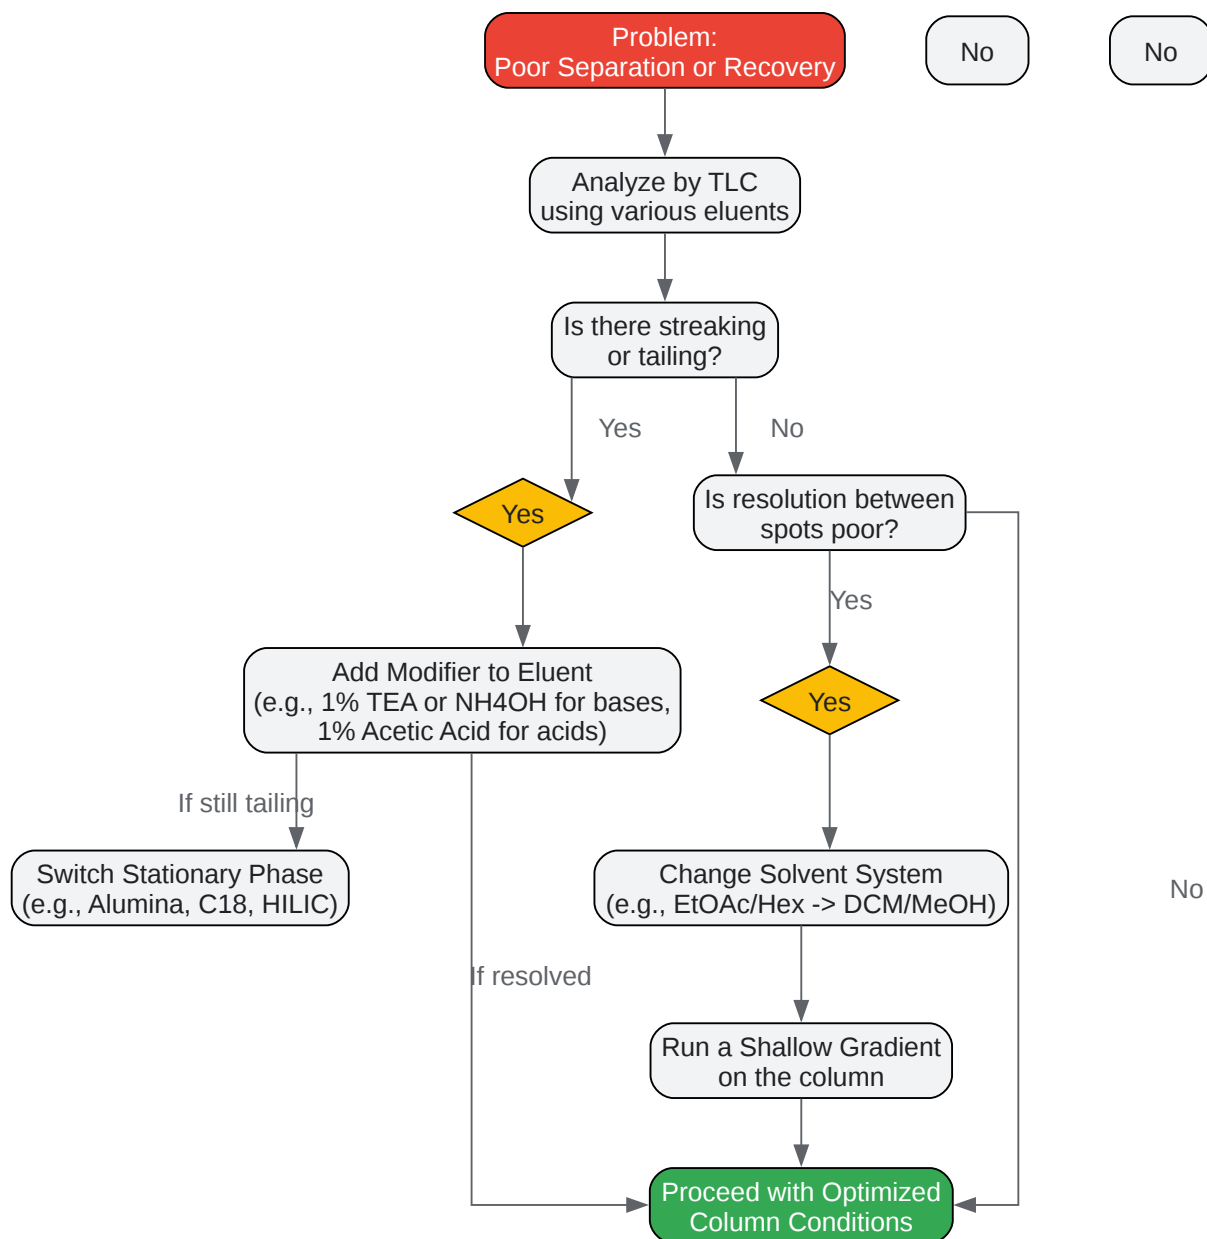 Problem:
Poor Separation or Recovery
No
No
Analyze by TLC
using various eluents
Is there streaking
or tailing?
Yes
No
Yes
Is resolution between
spots poor?
Yes
Add Modifier to Eluent
(e.g., 1% TEA or NH4OH for bases,
1% Acetic Acid for acids)
Yes
If still tailing
Switch Stationary Phase
(e.g., Alumina, C18, HILIC)
Change Solvent System
(e.g., EtOAc/Hex -> DCM/MeOH)
No
If resolved
Run a Shallow Gradient
on the column
Proceed with Optimized
Column Conditions